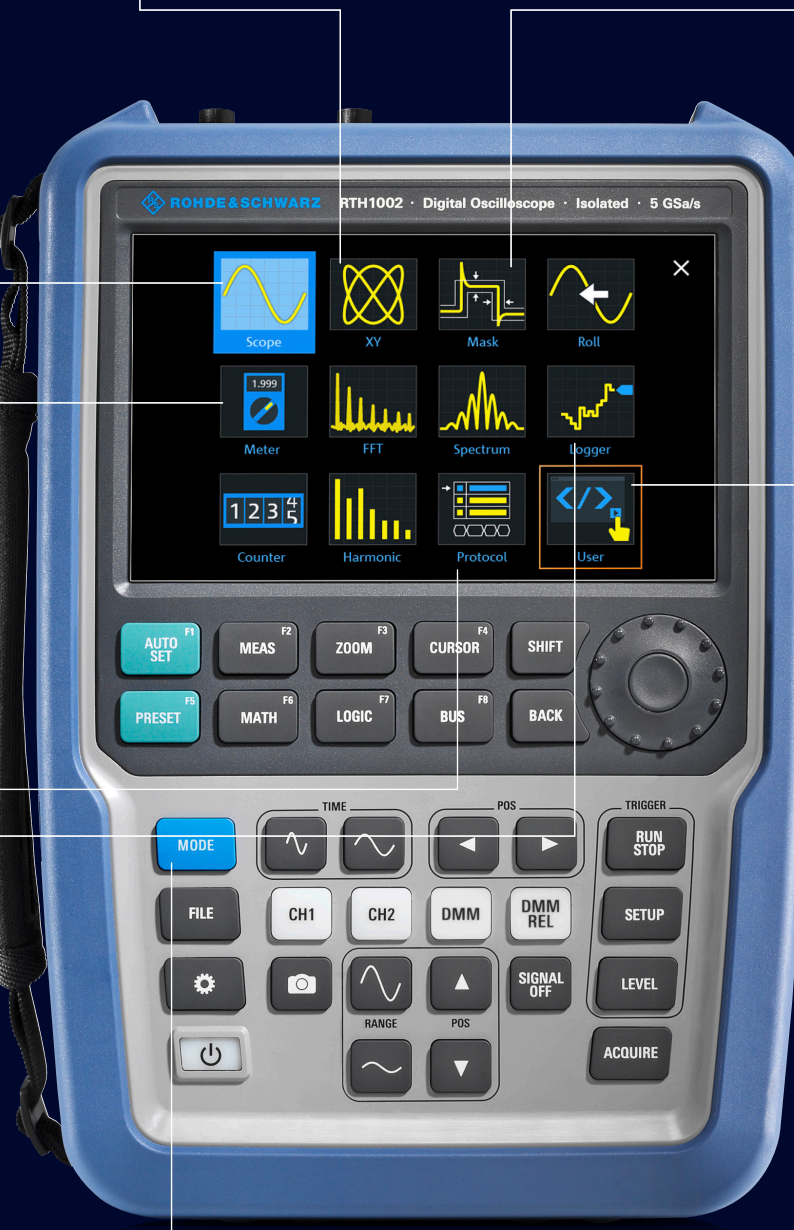 ROHDE & SCHWARZ RTH1002 · Digital Oscilloscope · Isolated · 5 GSa/s
Scope XY Mask Roll
1.999
Meter FFT Spectrum Logger
1 2 3 4 5
</>
Counter Harmonic Protocol User
F1 F2 F3 F4
AUTO SET MEAS ZOOM CURSOR SHIFT
F5 F6 F7 F8
PRESET MATH LOGIC BUS BACK
TIME POS TRIGGER
MODE RUN STOP
FILE CH1 CH2 DMM DMM REL SETUP
SIGNAL OFF LEVEL
RANGE POS
ACQUIRE